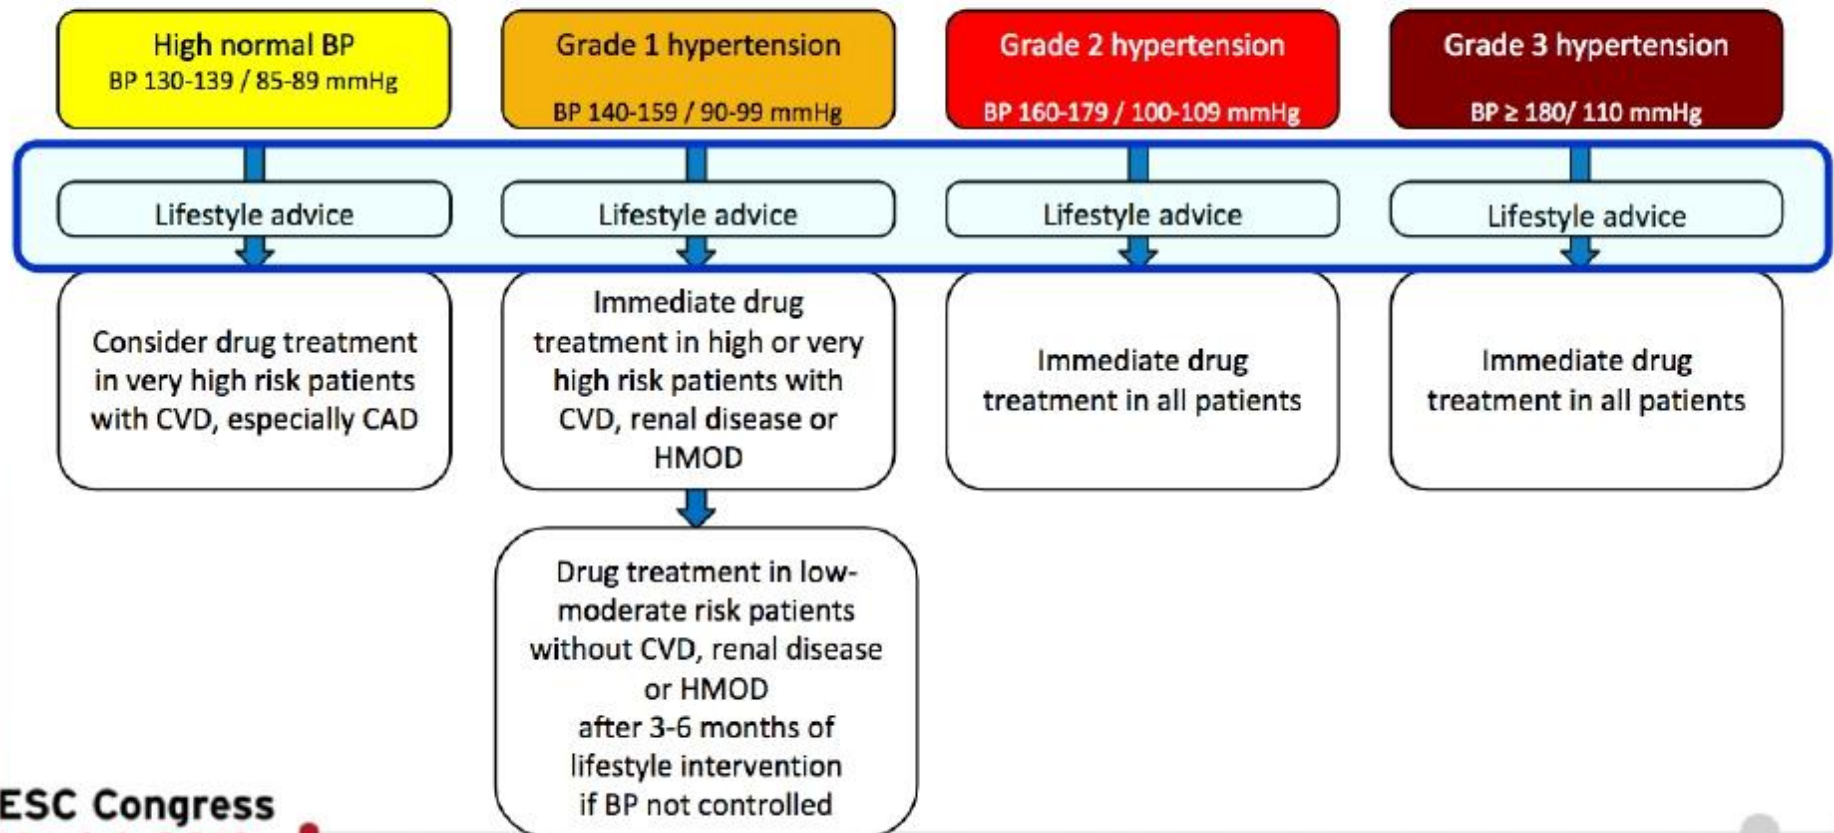 High normal BP
BP 130-139 / 85-89 mmHg
Grade 1 hypertension
BP 140-159 / 90-99 mmHg
Grade 2 hypertension
BP 160-179 / 100-109 mmHg
Grade 3 hypertension
BP ≥ 180/ 110 mmHg
Lifestyle advice
Lifestyle advice
Lifestyle advice
Lifestyle advice
Consider drug treatment
in very high risk patients
with CVD, especially CAD
Immediate drug
treatment in high or very
high risk patients with
CVD, renal disease or
HMOD
Immediate drug
treatment in all patients
Immediate drug
treatment in all patients
Drug treatment in low-
moderate risk patients
without CVD, renal disease
or HMOD
after 3-6 months of
lifestyle intervention
if BP not controlled
ESC Congress